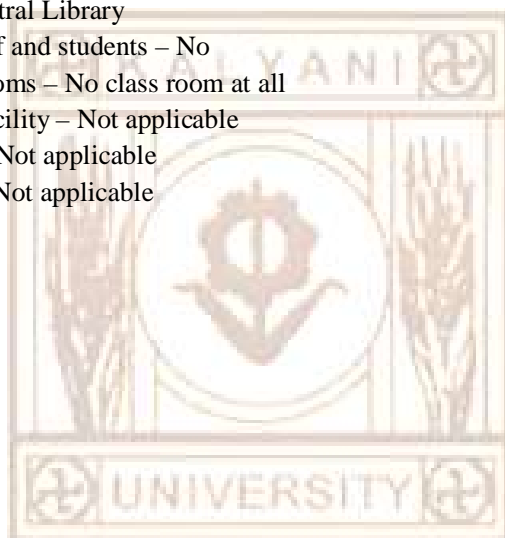 tral Library
f and students – No
oms – No class room at all
cility – Not applicable
Not applicable
Not applicable
KALYANI
UNIVERSITY